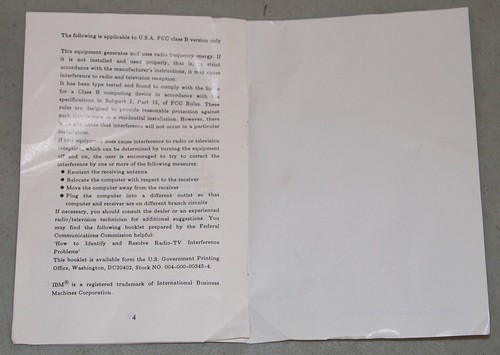 The following is applicable to U.S.A. FCC class B version only
This equipment generates and uses radio frequency energy. If
it is not installed and used properly, that is, in strict
accordance with the manufacturer's instructions, it may cause
interference to radio and television reception.
It has been type tested and found to comply with the limits
for a Class B computing device in accordance with the
specifications in Subpart J, Part 15, of FCC Rules. These
rules are designed to provide reasonable protection against
such interference in a residential installation. However, there
is no guarantee that interference will not occur in a particular
installation.
If this equipment does cause interference to radio or television
reception, which can be determined by turning the equipment
off and on, the user is encouraged to try to correct the
interference by one or more of the following measures:
● Reorient the receiving antenna
● Relocate the computer with respect to the receiver
● Move the computer away from the receiver
● Plug the computer into a different outlet so that
computer and receiver are on different branch circuits
If necessary, you should consult the dealer or an experienced
radio/television technician for additional suggestions. You
may find the following booklet prepared by the Federal
Communications Commission helpful:
'How to Identify and Resolve Radio-TV Interference
Problems'
This booklet is available form the U.S. Government Printing
Office, Washington, DC20402, Stock NO. 004-000-00345-4.
IBM® is a registered trademark of International Business
Machines Corporation.
4